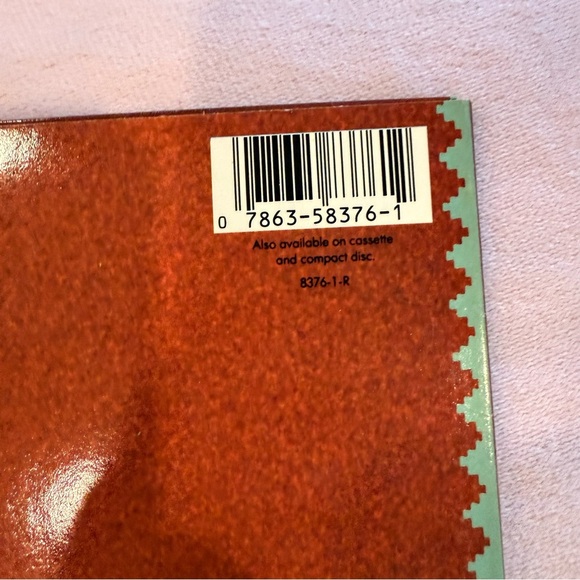 0 7863-58376-1
Also available on cassette
and compact disc.
8376-1-R